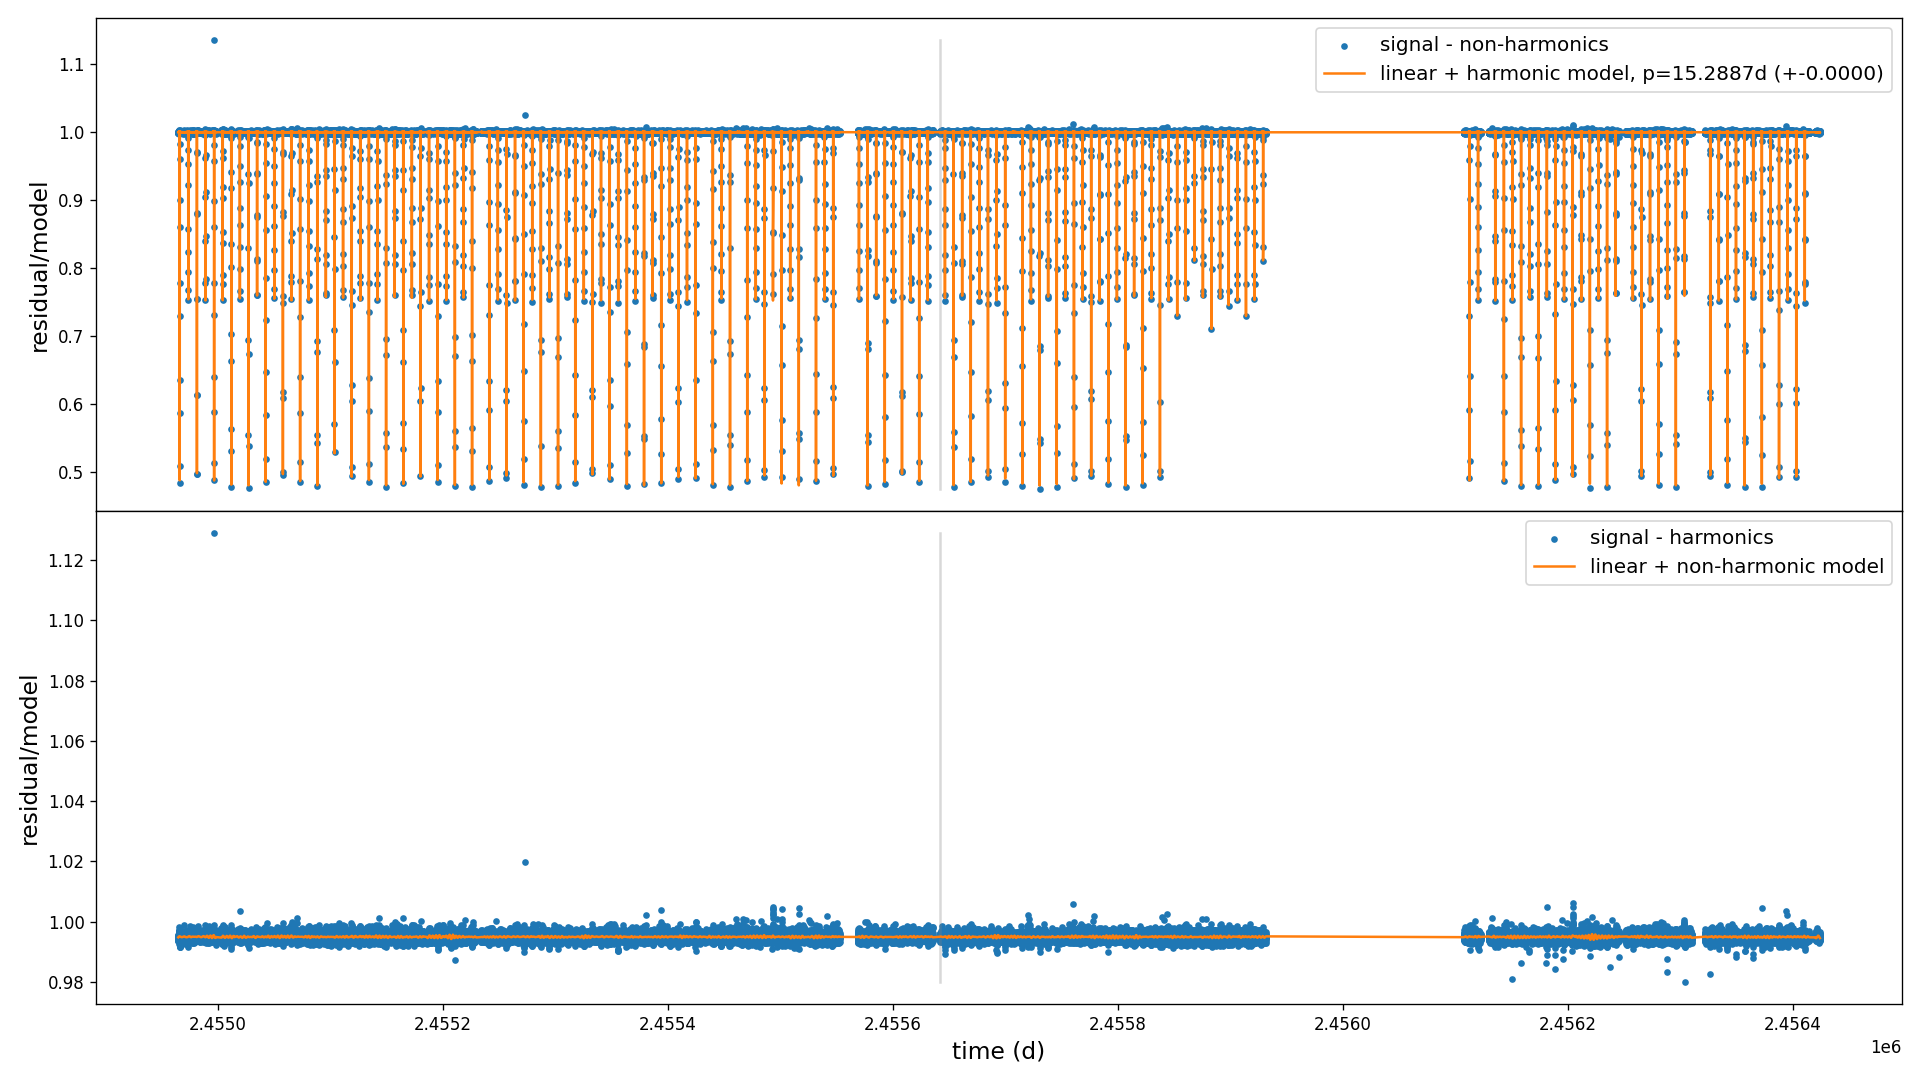 signal - non-harmonics
linear + harmonic model, p=15.2887d (+-0.0000)
1.1
1.0
0.9
0.8
0.7
0.6
0.5
residual/model
signal - harmonics
linear + non-harmonic model
1.12
1.10
1.08
1.06
1.04
1.02
1.00
0.98
residual/model
2.4550
2.4552
2.4554
2.4556
2.4558
2.4560
2.4562
2.4564
1e6
time (d)